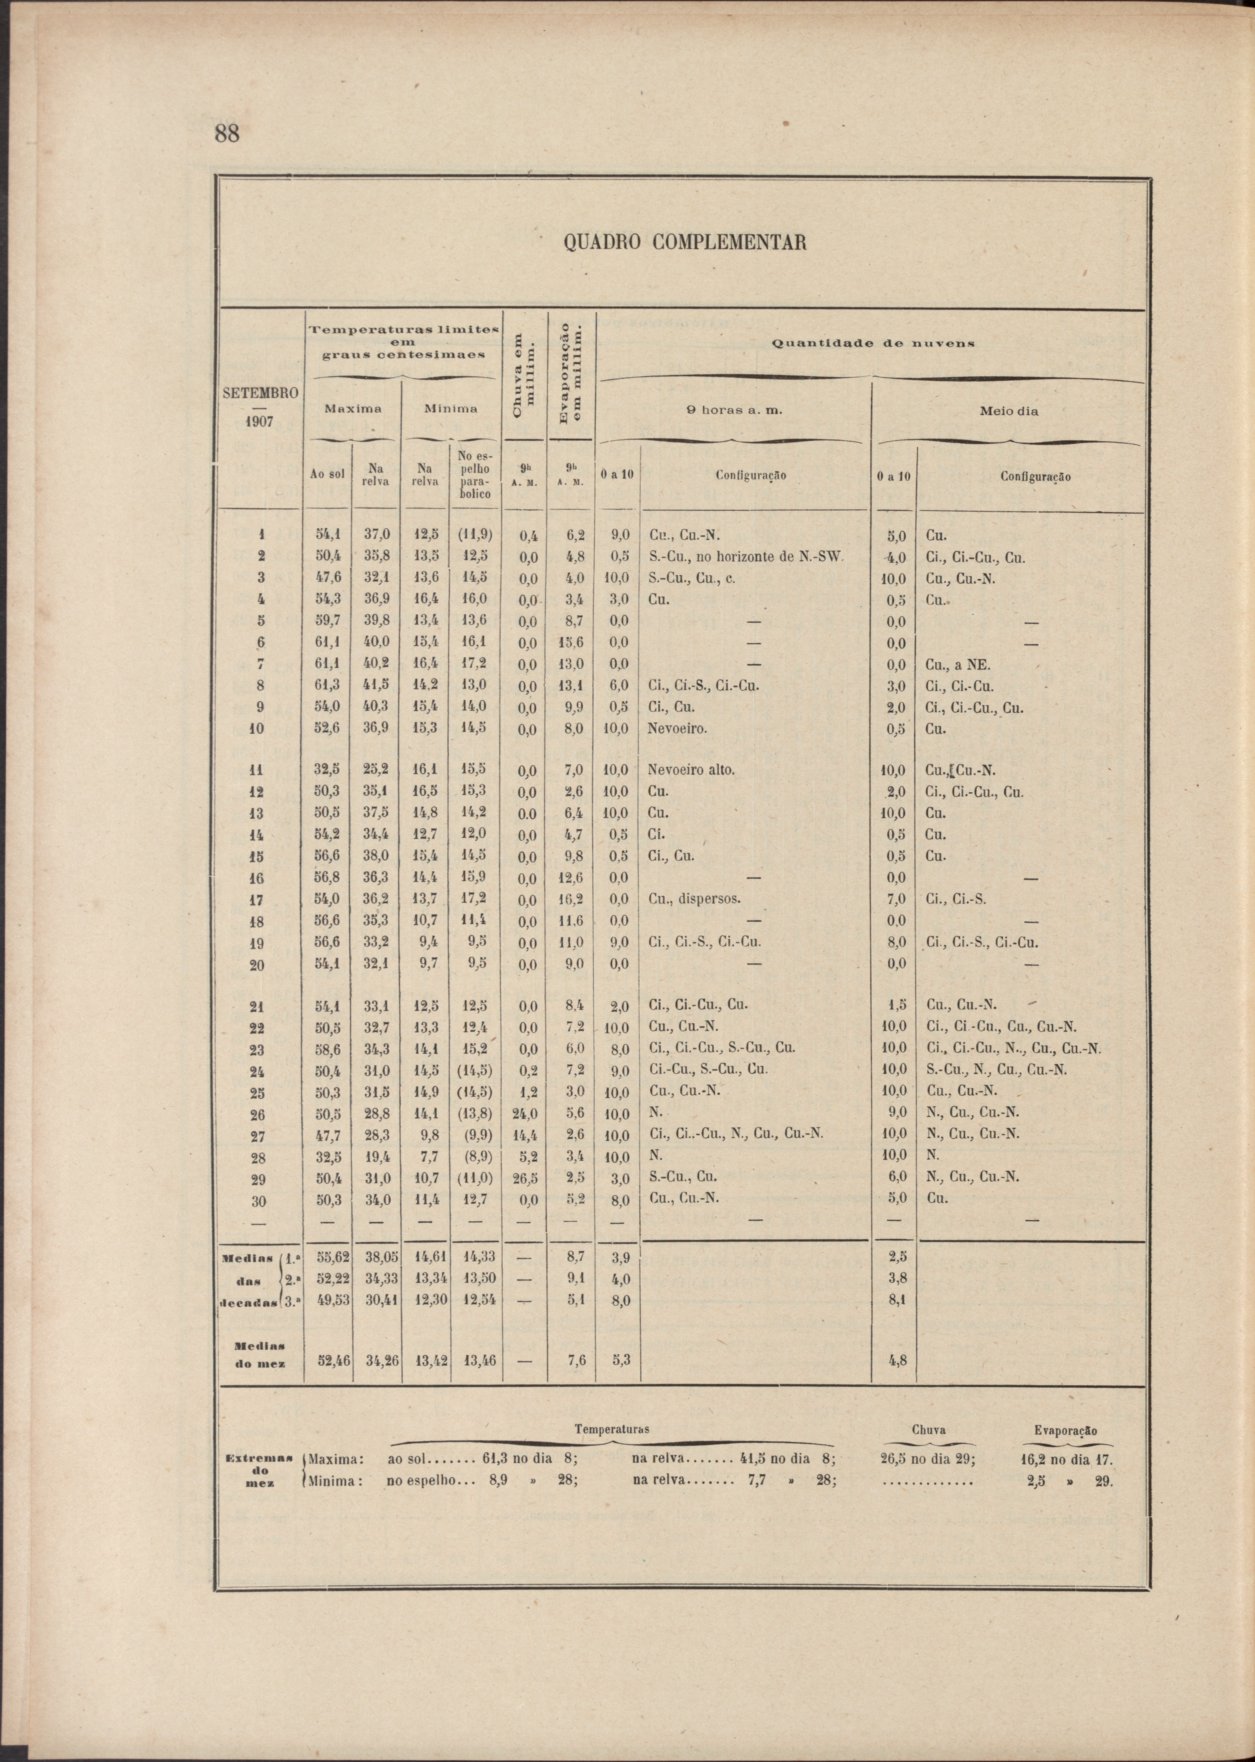 88
QUADRO COMPLEMENTAR
SETEMBRO
—
1907
Temperaturas limites
em
graus centesimaes
Chuva em
millim.
Evaporação
em millim.
Quantidade de nuvens
Maxima
Minima
9 horas a. m.
Meio dia
Ao sol
Na
relva
Na
relva
No es-
pelho
para-
bolico
9h
A. M.
9h
A. M.
0 a 10
Configuração
0 a 10
Configuração
1 54,1 37,0 12,5 (11,9) 0,4 6,2 9,0 Cu., Cu.-N. 5,0 Cu.
2 50,4 35,8 13,5 12,5 0,0 4,8 0,5 S.-Cu., no horizonte de N.-SW. 4,0 Ci., Ci.-Cu., Cu.
3 47,6 32,1 13,6 14,5 0,0 4,0 10,0 S.-Cu., Cu., c. 10,0 Cu., Cu.-N.
4 54,3 36,9 16,4 16,0 0,0 3,4 3,0 Cu. 0,5 Cu.
5 59,7 39,8 13,4 13,6 0,0 8,7 0,0 — 0,0 —
6 61,1 40,0 15,4 16,1 0,0 15,6 0,0 — 0,0 —
7 61,1 40,2 16,4 17,2 0,0 13,0 0,0 — 0,0 Cu., a NE.
8 61,3 41,5 14,2 13,0 0,0 13,1 6,0 Ci., Ci.-S., Ci.-Cu. 3,0 Ci., Ci.-Cu.
9 54,0 40,3 15,4 14,0 0,0 9,9 0,5 Ci., Cu. 2,0 Ci., Ci.-Cu., Cu.
10 52,6 36,9 15,3 14,5 0,0 8,0 10,0 Nevoeiro. 0,5 Cu.
11 32,5 25,2 16,1 15,5 0,0 7,0 10,0 Nevoeiro alto. 10,0 Cu.,[Cu.-N.
12 50,3 35,1 16,5 15,3 0,0 2,6 10,0 Cu. 2,0 Ci., Ci.-Cu., Cu.
13 50,5 37,5 14,8 14,2 0.0 6,4 10,0 Cu. 10,0 Cu.
14 54,2 34,4 12,7 12,0 0,0 4,7 0,5 Ci. 0,5 Cu.
15 56,6 38,0 15,4 14,5 0,0 9,8 0,5 Ci., Cu. 0,5 Cu.
16 56,8 36,3 14,4 15,9 0,0 12,6 0,0 — 0,0 —
17 54,0 36,2 13,7 17,2 0,0 16,2 0,0 Cu., dispersos. 7,0 Ci., Ci.-S.
18 56,6 35,3 10,7 11,4 0,0 11.6 0,0 — 0,0 —
19 56,6 33,2 9,4 9,5 0,0 11,0 9,0 Ci., Ci.-S., Ci.-Cu. 8,0 Ci., Ci.-S., Ci.-Cu.
20 54,1 32,1 9,7 9,5 0,0 9,0 0,0 — 0,0 —
21 54,1 33,1 12,5 12,5 0,0 8,4 2,0 Ci., Ci.-Cu., Cu. 1,5 Cu., Cu.-N.
22 50,5 32,7 13,3 12,4 0,0 7,2 10,0 Cu., Cu.-N. 10,0 Ci., Ci.-Cu., Cu., Cu.-N.
23 58,6 34,3 14,1 15,2 0,0 6,0 8,0 Ci., Ci.-Cu., S.-Cu., Cu. 10,0 Ci., Ci.-Cu., N., Cu., Cu.-N.
24 50,4 31,0 14,5 (14,5) 0,2 7,2 9,0 Ci.-Cu., S.-Cu., Cu. 10,0 S.-Cu., N., Cu., Cu.-N.
25 50,3 31,5 14,9 (14,5) 1,2 3,0 10,0 Cu., Cu.-N. 10,0 Cu., Cu.-N.
26 50,5 28,8 14,1 (13,8) 24,0 5,6 10,0 N. 9,0 N., Cu., Cu.-N.
27 47,7 28,3 9,8 (9,9) 14,4 2,6 10,0 Ci., Ci..-Cu., N., Cu., Cu.-N. 10,0 N., Cu., Cu.-N.
28 32,5 19,4 7,7 (8,9) 5,2 3,4 10,0 N. 10,0 N.
29 50,4 31,0 10,7 (11,0) 26,5 2,5 3,0 S.-Cu., Cu. 6,0 N., Cu., Cu.-N.
30 50,3 34,0 11,4 12,7 0,0 5,2 8,0 Cu., Cu.-N. 5,0 Cu.
— — — — — — — — — — —
Medias 1.ª 55,62 38,05 14,61 14,33 — 8,7 3,9 2,5
das 2.ª 52,22 34,33 13,34 13,50 — 9,1 4,0 3,8
decadas 3.ª 49,53 30,41 12,30 12,54 — 5,1 8,0 8,1
Medias
do mez 52,46 34,26 13,42 13,46 — 7,6 5,3 4,8
Temperaturas Chuva Evaporação
Extremas
do
mez
Maxima: ao sol....... 61,3 no dia 8; na relva....... 41,5 no dia 8; 26,5 no dia 29; 16,2 no dia 17.
Minima: no espelho... 8,9 » 28; na relva....... 7,7 » 28; ............. 2,5 » 29.